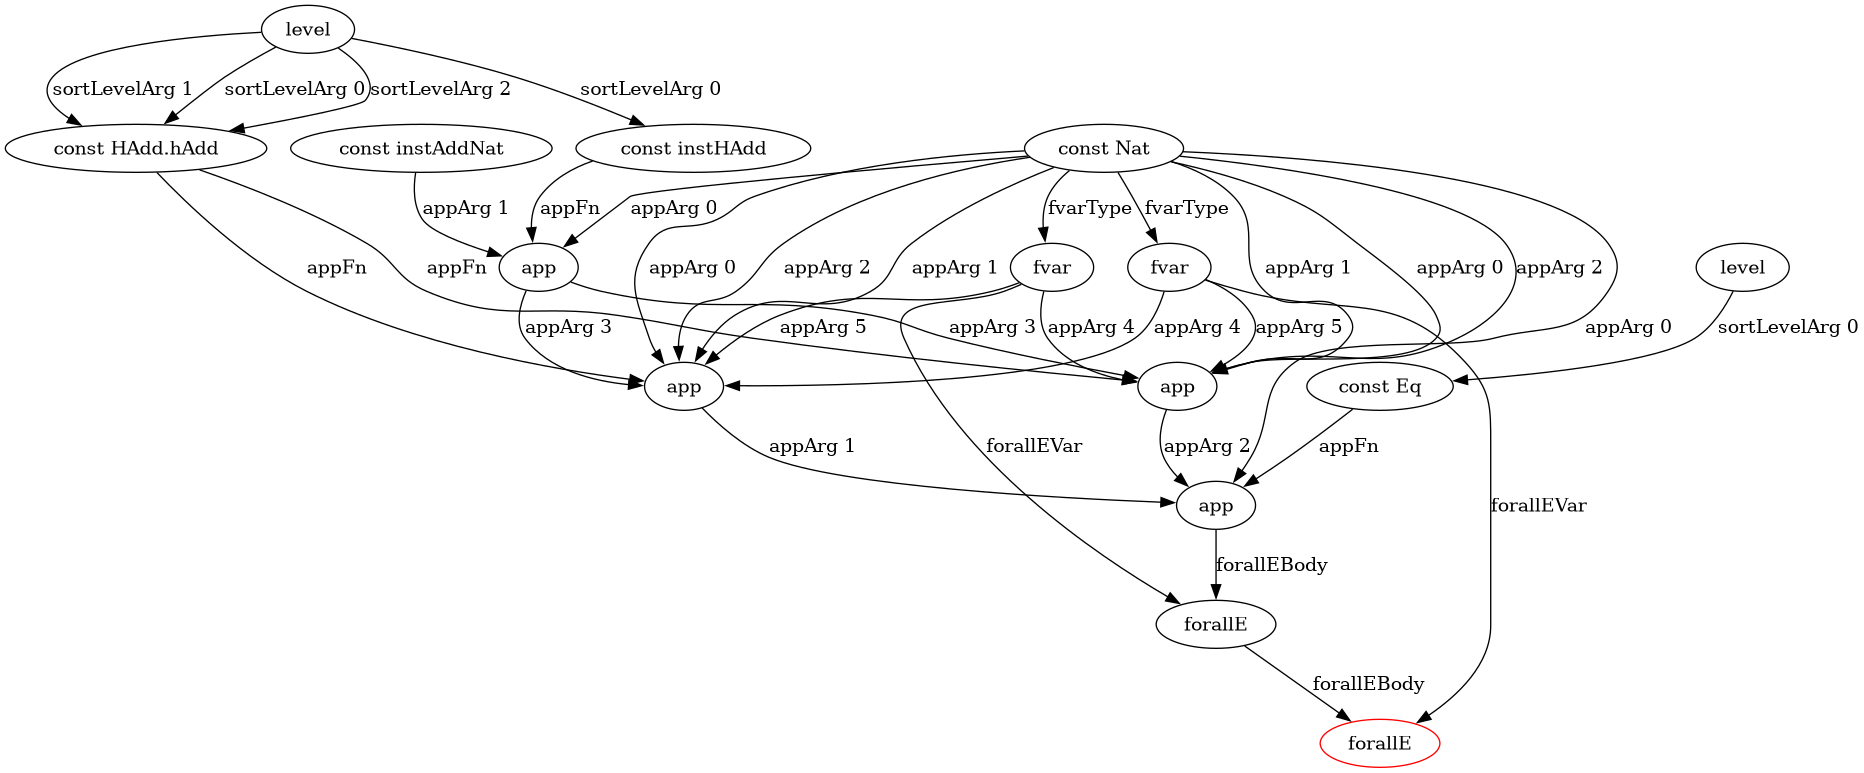 level
sortLevelArg 1
sortLevelArg 0
sortLevelArg 2
sortLevelArg 0
const HAdd.hAdd
const instAddNat
const instHAdd
const Nat
appArg 1
appFn
appArg 0
fvarType
fvarType
app
fvar
fvar
level
appFn
appFn
appArg 0
appArg 2
appArg 1
appArg 1
appArg 0
appArg 2
appArg 3
appArg 5
appArg 3
appArg 4
appArg 4
appArg 5
appArg 0
sortLevelArg 0
app
app
const Eq
appArg 1
forallEVar
appArg 2
appFn
app
forallEVar
forallEBody
forallE
forallEBody
forallE